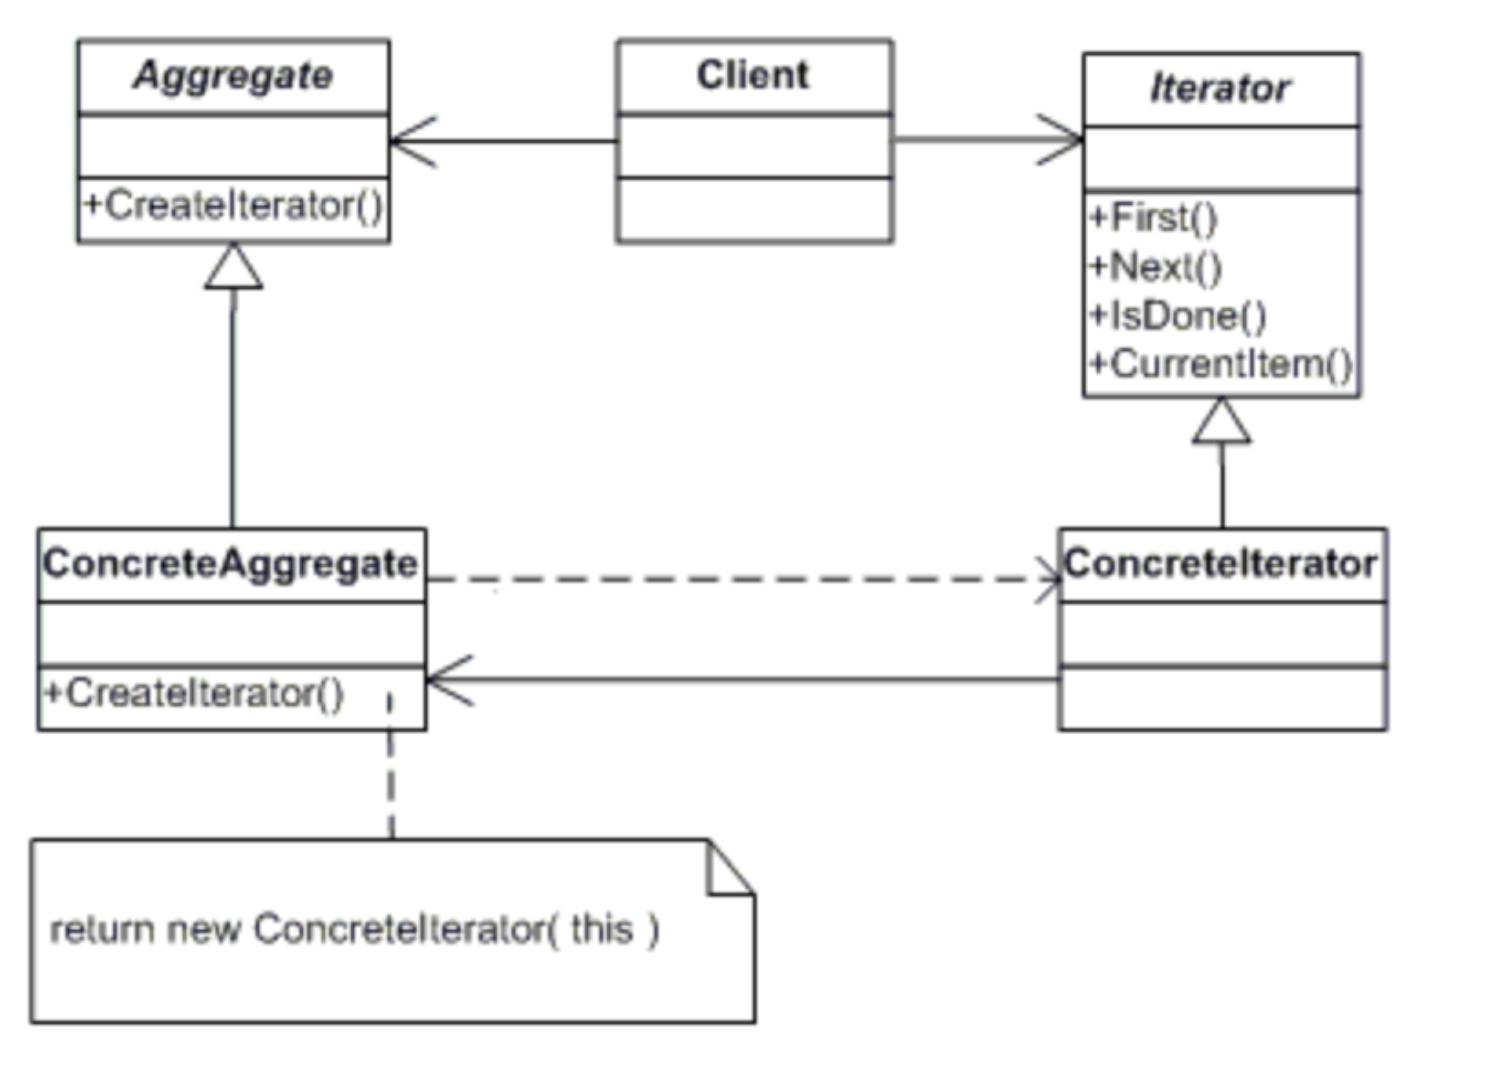 Aggregate
+CreateIterator()
Client
Iterator
+First()
+Next()
+IsDone()
+CurrentItem()
ConcreteAggregate
+CreateIterator()
ConcreteIterator
return new ConcreteIterator( this )